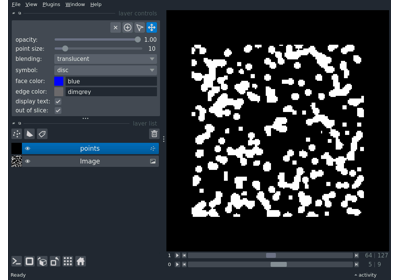 File View Plugins Window Help
layer controls
opacity: 1.00
point size: 10
blending: translucent
symbol: disc
face color: blue
edge color: dimgrey
display text:
out of slice:
layer list
points
Image
1 64 | 127
0 5 | 9
Ready activity